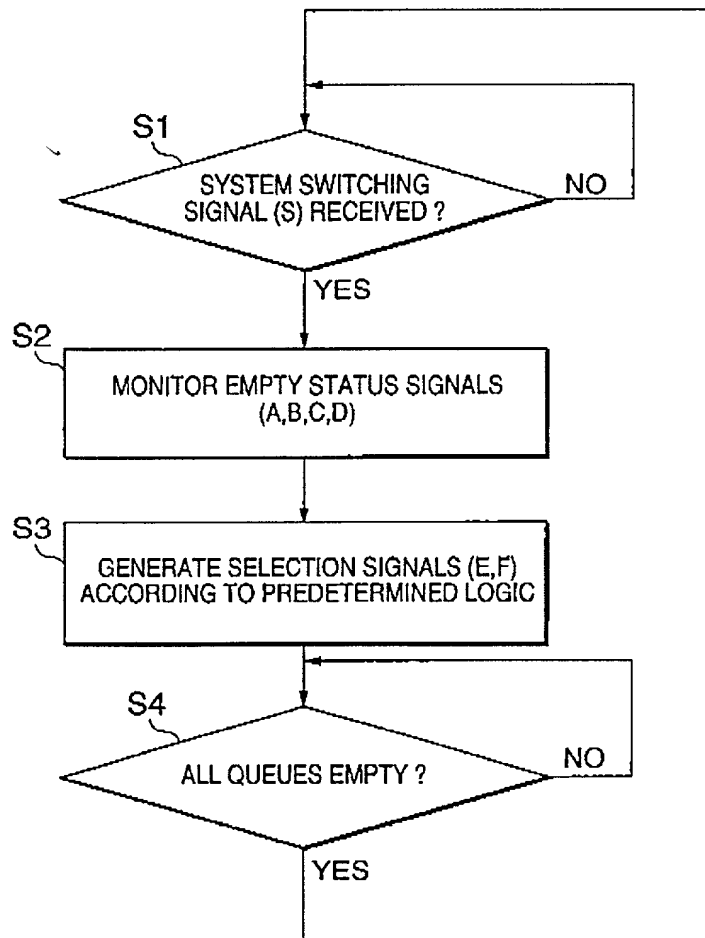 S1
SYSTEM SWITCHING
SIGNAL (S) RECEIVED ?
NO
YES
S2
MONITOR EMPTY STATUS SIGNALS
(A,B,C,D)
S3
GENERATE SELECTION SIGNALS (E,F)
ACCORDING TO PREDETERMINED LOGIC
S4
ALL QUEUES EMPTY ?
NO
YES